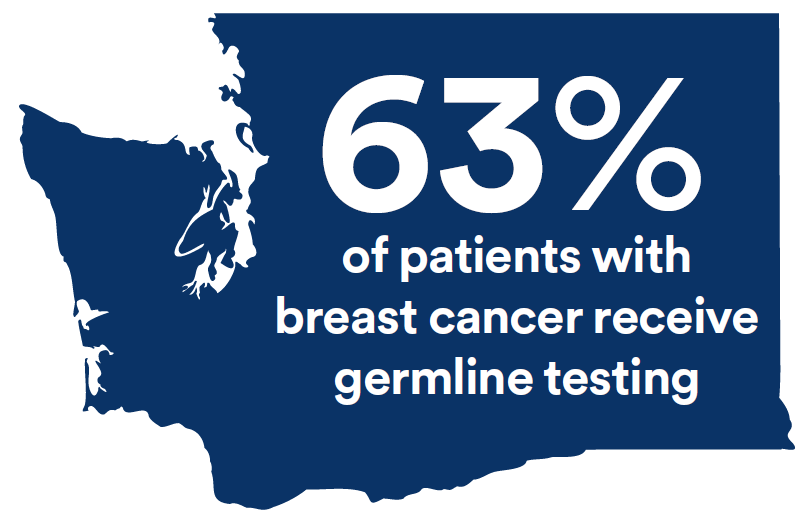 63%
of patients with
breast cancer receive
germline testing